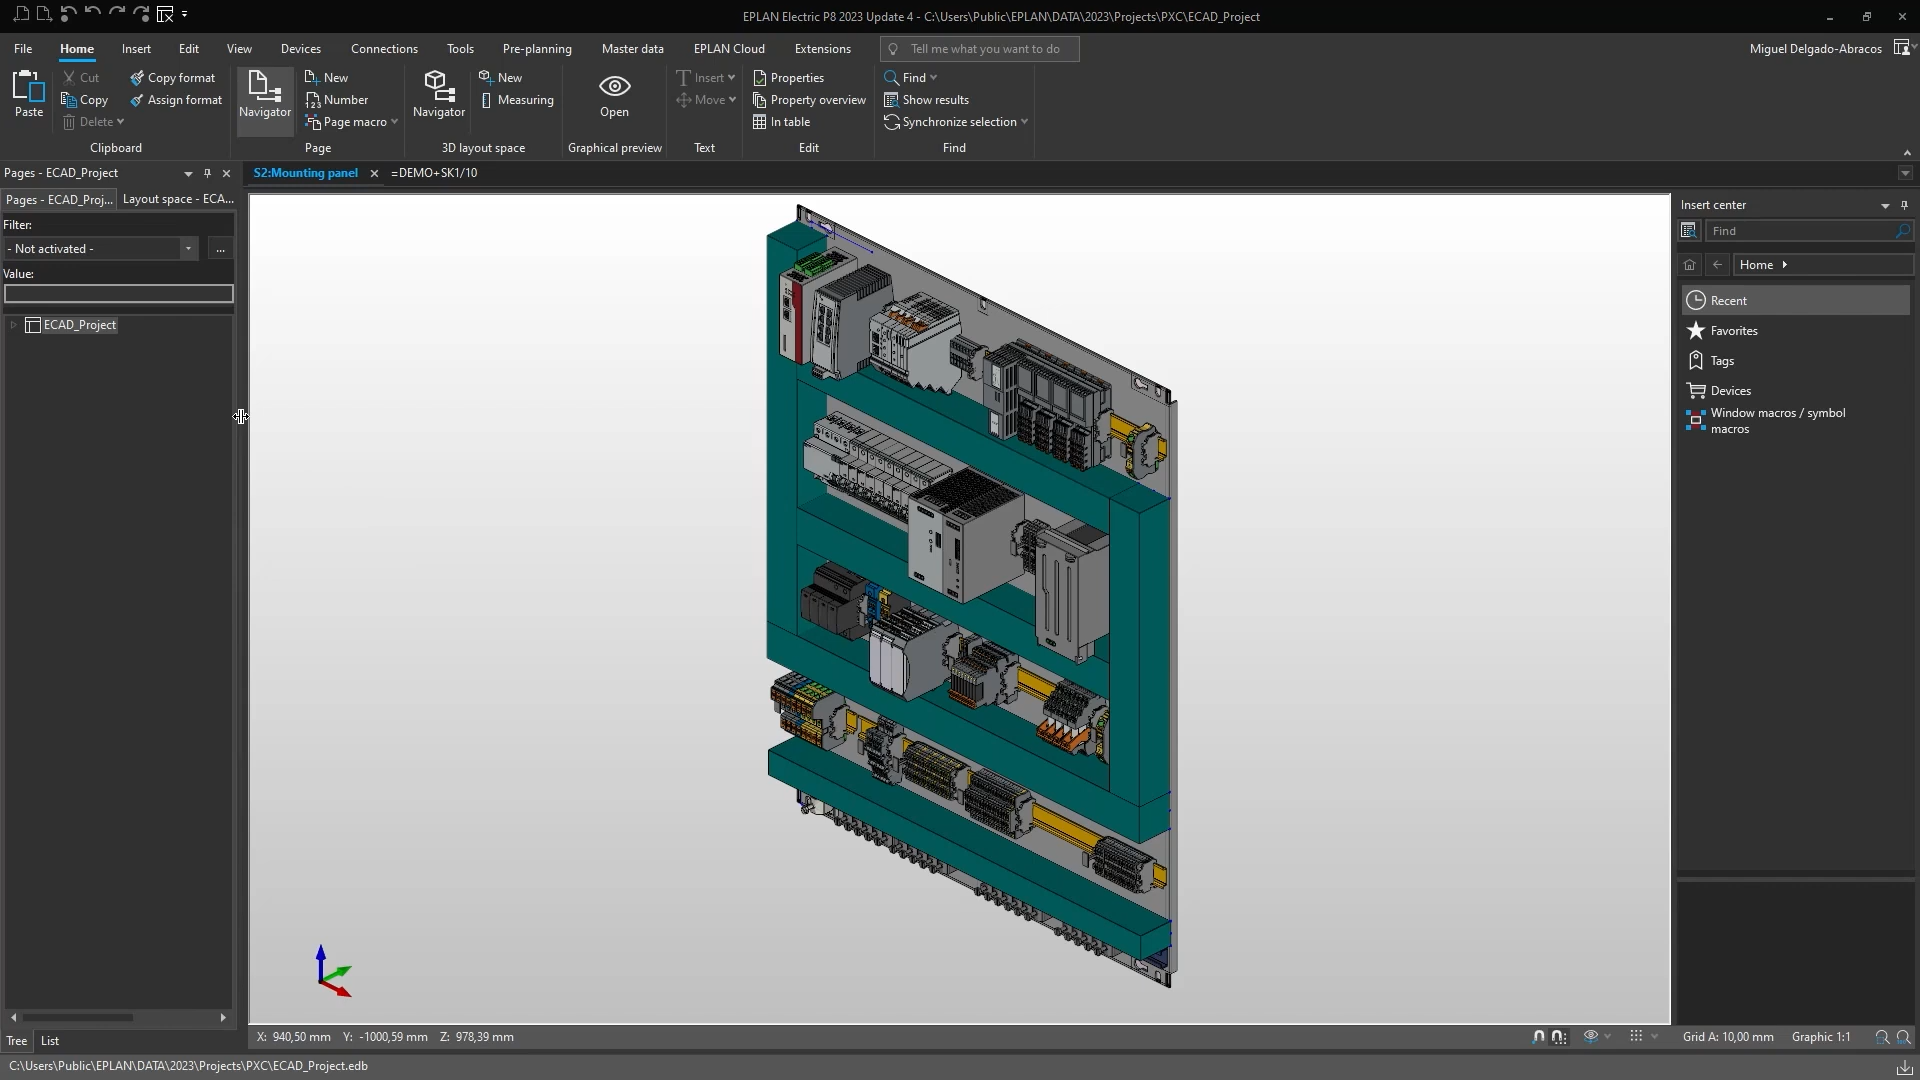 EPLAN Electric P8 2023 Update 4 - C:\Users\Public\EPLAN\DATA\2023\Projects\PXC\ECAD_Project
File Home Insert Edit View Devices Connections Tools Pre-planning Master data EPLAN Cloud Extensions Tell me what you want to do Miguel Delgado-Abracos
Cut Copy format New New Insert Properties Find
Paste Copy Assign format Navigator Number Navigator Measuring Open Move Property overview Show results
Delete Page macro In table Synchronize selection
Clipboard Page 3D layout space Graphical preview Text Edit Find
Pages - ECAD_Project S2:Mounting panel =DEMO+SK1/10
Pages - ECAD_Proj... Layout space - ECA...
Filter:
- Not activated - ...
Value:
ECAD_Project
Insert center
Find
Home
Recent
Favorites
Tags
Devices
Window macros / symbol
macros
Tree List
X: 940,50 mm Y: -1000,59 mm Z: 978,39 mm Grid A: 10,00 mm Graphic 1:1
C:\Users\Public\EPLAN\DATA\2023\Projects\PXC\ECAD_Project.edb